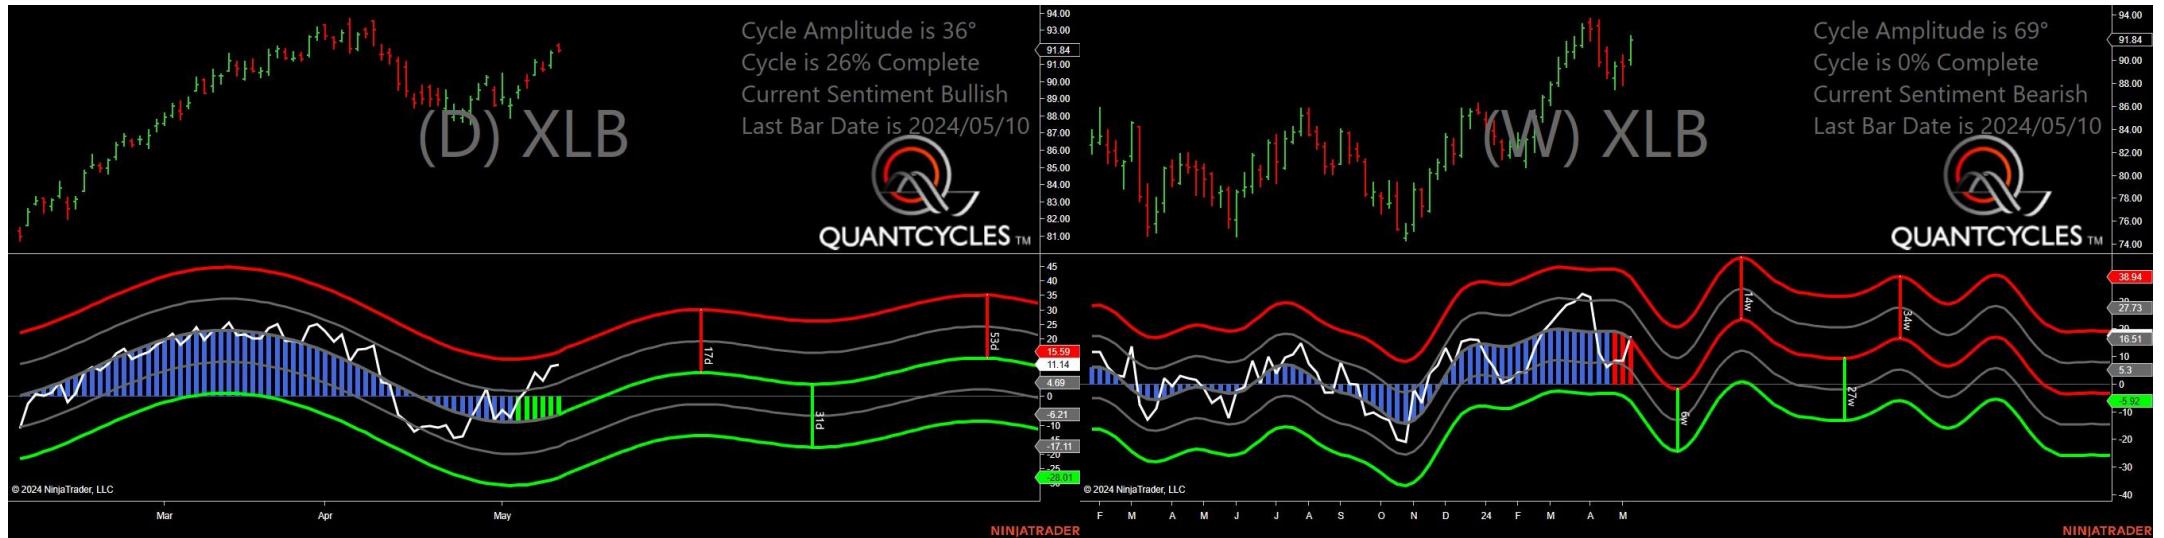 Cycle Amplitude is 36°
Cycle is 26% Complete
Current Sentiment Bullish
Last Bar Date is 2024/05/10
(D) XLB
QUANTCYCLES TM
94.00
93.00
91.84
91.00
90.00
89.00
88.00
87.00
86.00
85.00
84.00
83.00
82.00
81.00
45
40
35
30
25
20
15.59
11.14
4.69
0
-6.21
-10
-17.11
-20
-25
-28.01
17d
31d
53d
© 2024 NinjaTrader, LLC
Mar Apr May
NINJATRADER
Cycle Amplitude is 69°
Cycle is 0% Complete
Current Sentiment Bearish
Last Bar Date is 2024/05/10
(W) XLB
QUANTCYCLES TM
94.00
91.84
90.00
88.00
86.00
84.00
82.00
80.00
78.00
76.00
74.00
38.94
27.73
16.51
10
5.3
0
-5.92
-10
-20
-30
-40
6w
14w
27w
34w
© 2024 NinjaTrader, LLC
F M A M J J A S O N D 24 F M A M
NINJATRADER